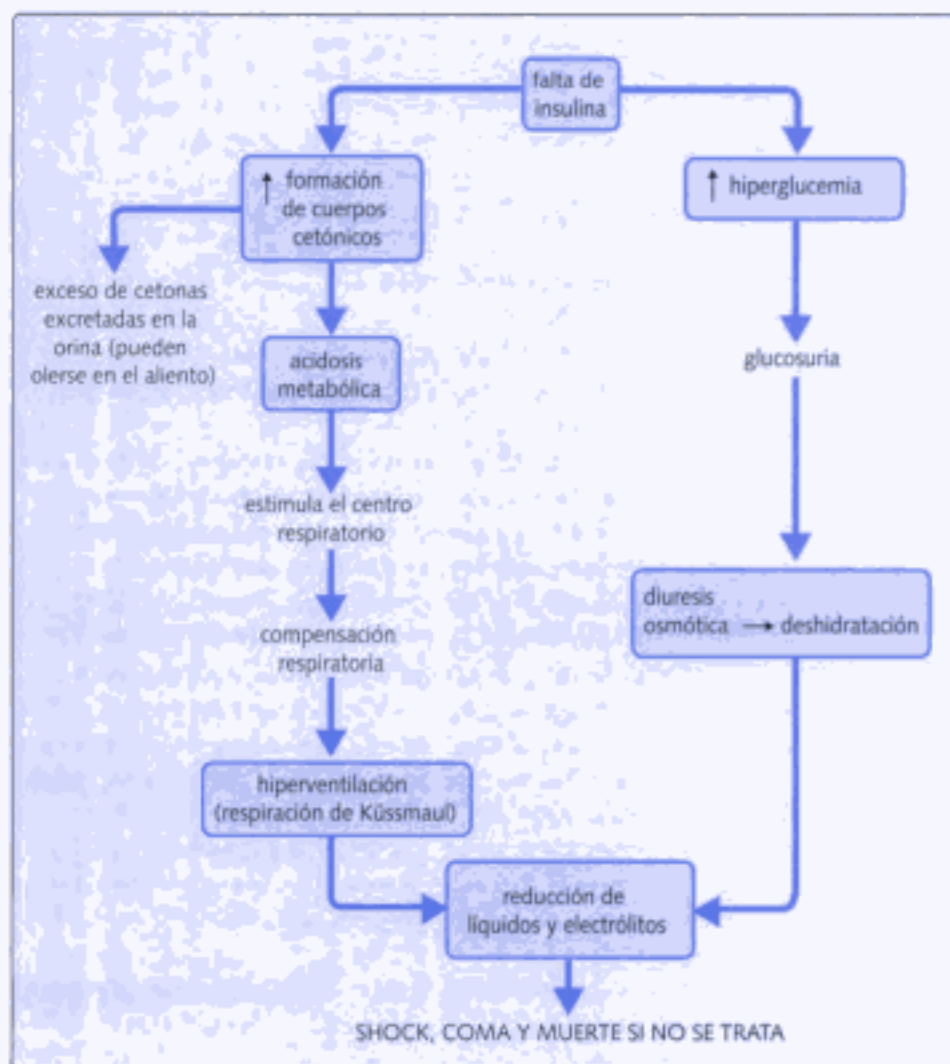 falta de
insulina
↑ formación
de cuerpos
cetónicos
↑ hiperglucemia
exceso de cetonas
excretadas en la
orina (pueden
olerse en el aliento)
acidosis
metabólica
glucosuria
estimula el centro
respiratorio
diuresis
osmótica → deshidratación
compensación
respiratoria
hiperventilación
(respiración de Küssmaul)
reducción de
líquidos y electrólitos
SHOCK, COMA Y MUERTE SI NO SE TRATA